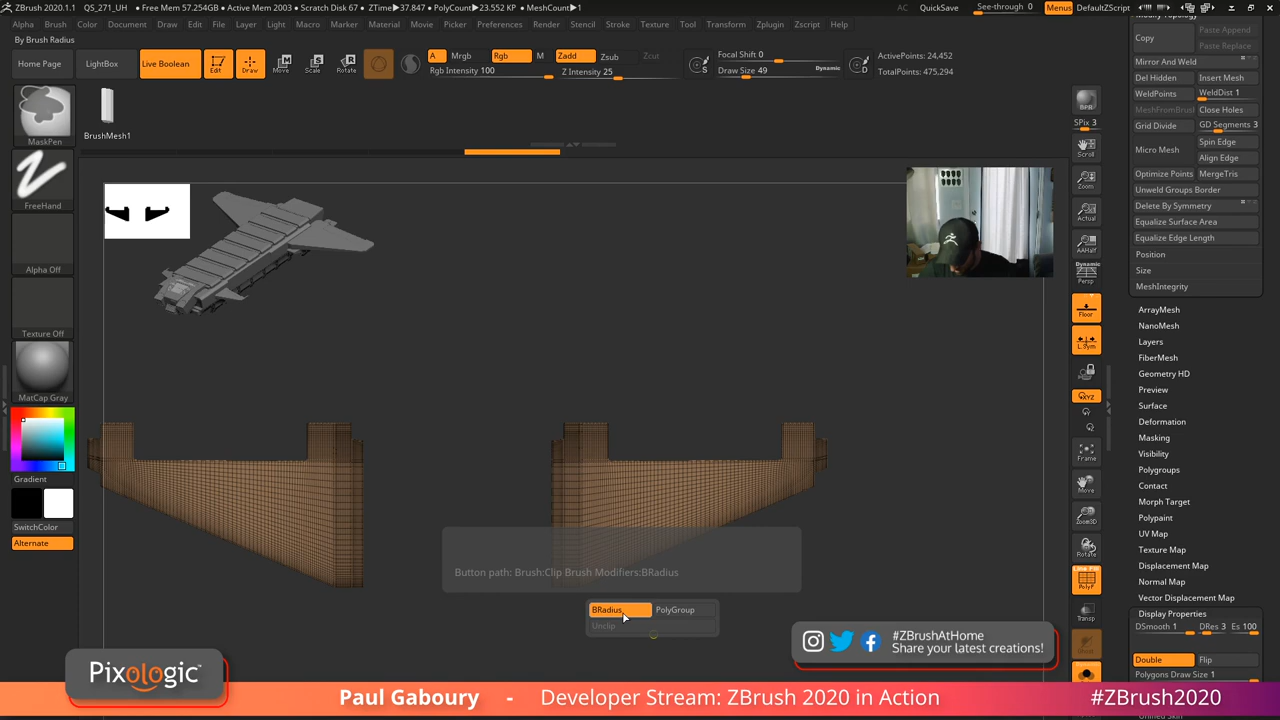 ZBrush 2020.1.1 QS_271_UH • Free Mem 57.254GB • Active Mem 2003 • Scratch Disk 67 • ZTime▶37.847 • PolyCount▶23.552 KP • MeshCount▶1 AC QuickSave See-through 0 Menus DefaultZScript
Alpha Brush Color Document Draw Edit File Layer Light Macro Marker Material Movie Picker Preferences Render Stencil Stroke Texture Tool Transform Zplugin Zscript
By Brush Radius
Home Page LightBox Live Boolean Edit Draw Move Scale Rotate
A Mrgb Rgb M Zadd Zsub Zcut
Rgb Intensity 100 Z Intensity 25
Focal Shift 0
Draw Size 49 Dynamic
ActivePoints: 24,452
TotalPoints: 475,294
MaskPen
BrushMesh1
FreeHand
Alpha Off
Texture Off
MatCap Gray
Gradient
SwitchColor
Alternate
Button path: Brush:Clip Brush Modifiers:BRadius
BRadius PolyGroup
Unclip
BPR
SPix 3
Scroll
Zoom
Actual
AAHalf
Dynamic
Persp
Floor
L.Sym
XYZ
Frame
Move
Zoom3D
Rotate
Line Fill
PolyF
Transp
Modify Topology
Copy Paste Append
Paste Replace
Mirror And Weld
Del Hidden Insert Mesh
WeldPoints WeldDist 1
MeshFromBrush Close Holes
Grid Divide GD Segments 3
Micro Mesh Spin Edge
Align Edge
Optimize Points MergeTris
Unweld Groups Border
Delete By Symmetry
Equalize Surface Area
Equalize Edge Length
Position
Size
MeshIntegrity
ArrayMesh
NanoMesh
Layers
FiberMesh
Geometry HD
Preview
Surface
Deformation
Masking
Visibility
Polygroups
Contact
Morph Target
Polypaint
UV Map
Texture Map
Displacement Map
Normal Map
Vector Displacement Map
Display Properties
DSmooth 1 DRes 3 Es 100
Double Flip
Polygons Draw Size 1
Unified Skin
#ZBrushAtHome
Share your latest creations!
Pixologic™
Paul Gaboury - Developer Stream: ZBrush 2020 in Action #ZBrush2020